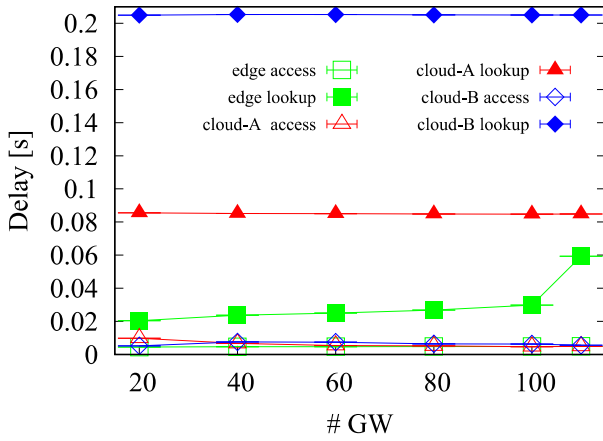 0.2
0.18
0.16
0.14
0.12
0.1
0.08
0.06
0.04
0.02
0
Delay [s]
edge access
edge lookup
cloud-A access
cloud-A lookup
cloud-B access
cloud-B lookup
20 40 60 80 100
# GW